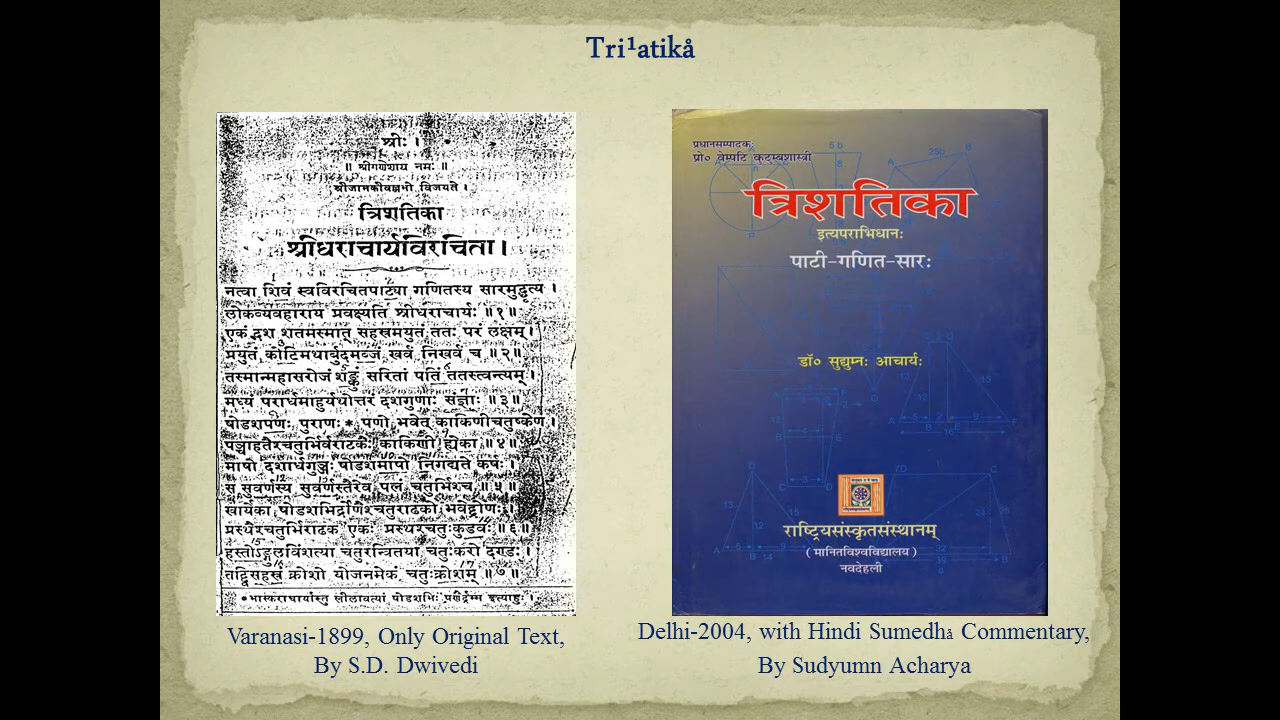 Tri¹atikå
श्रीः ।
॥ श्रीगणेशाय नमः ॥
श्रीजानकीवल्लभो विजयते ।
त्रिशतिका
श्रीधराचार्यविरचिता ।
नत्वा शिवं स्वविरचितपाट्या गणितस्य सारमुद्धृत्य ।
लोकव्यवहाराय प्रवक्ष्यति श्रीधराचार्यः ॥१॥
एकं दश शतमस्मात् सहस्रमयुतं ततः परं लक्षम् ।
प्रयुतं कोटिमथार्बुदमब्जं खर्वं निखर्वं च ॥२॥
तस्मान्महासरोजं शङ्कुं सरितां पतिं ततस्त्वन्त्यम् ।
मध्यं परार्धमाहुर्यथोत्तरं दशगुणाः संज्ञाः ॥३॥
षोडशपणः पुराणः * पणो भवेत् काकिणीचतुष्केण ।
पञ्चाहतैश्चतुर्भिर्वराटकैः काकिणी ह्येका ॥४॥
माषो दशार्धगुञ्जः षोडशमाषो निगद्यते कर्षः ।
स सुवर्णस्य सुवर्णस्तैरेव पलं चतुर्भिश्च ॥५॥
खार्येका षोडशभिर्द्रोणैश्चतुराढको भवेद्द्रोणः ।
प्रस्थैश्चतुर्भिराढक एकः प्रस्थश्चतुःकुडवः ॥६॥
हस्तोऽङ्गुलविंशत्या चतुरन्वितया चतुःकरो दण्डः ।
तद्द्विसहस्रं क्रोशो योजनमेकं चतुःक्रोशम् ॥७॥
* भास्कराचार्यास्तु लीलावत्यां षोडशभिः पणैर्द्रम्म इत्याहुः ।
Varanasi-1899, Only Original Text,
By S.D. Dwivedi
प्रधानसम्पादकः
प्रो० वेम्पटि कुटुम्बशास्त्री
त्रिशतिका
इत्यपराभिधानः
पाटी-गणित-सारः
डॉ० सुद्युम्नः आचार्यः
राष्ट्रियसंस्कृतसंस्थानम्
( मानितविश्वविद्यालय )
नवदेहली
Delhi-2004, with Hindi Sumedhå Commentary,
By Sudyumn Acharya